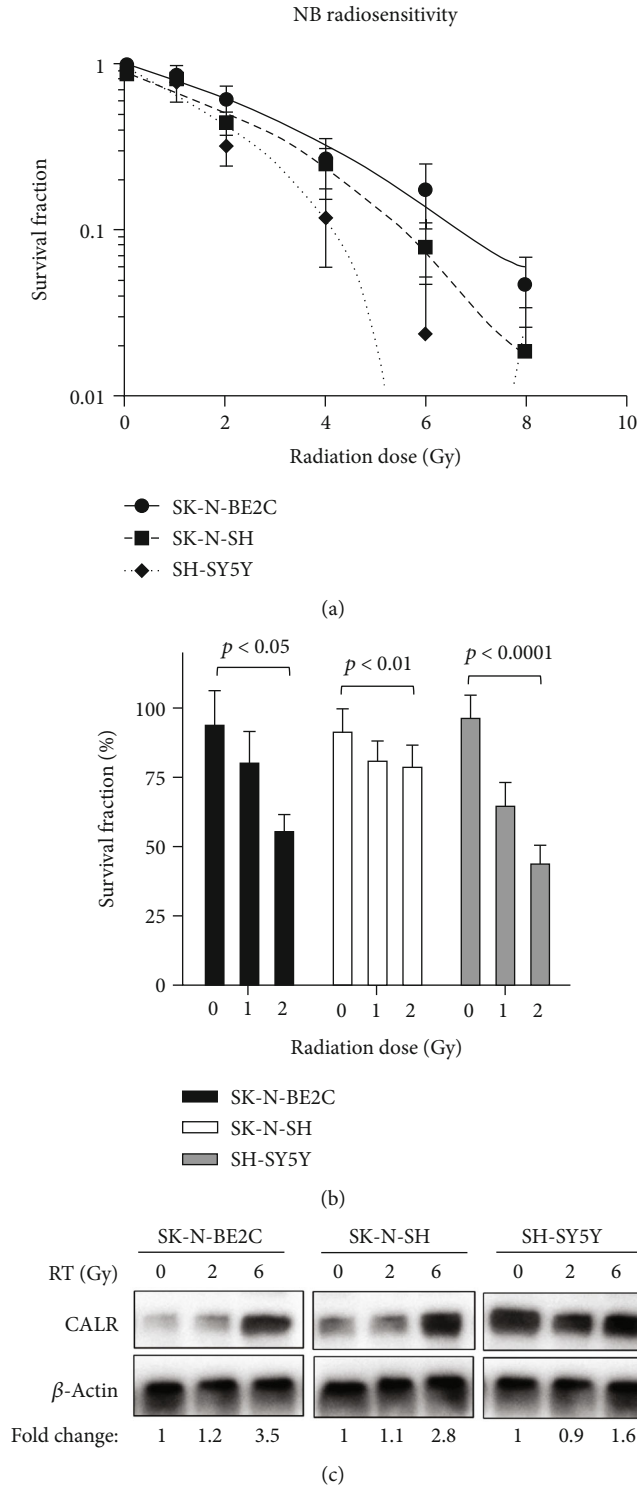 NB radiosensitivity
1
0.1
0.01
Survival fraction
0 2 4 6 8 10
Radiation dose (Gy)
SK-N-BE2C
SK-N-SH
SH-SY5Y
(a)
p < 0.05 p < 0.01 p < 0.0001
100
75
50
25
0
Survival fraction (%)
0 1 2 0 1 2 0 1 2
Radiation dose (Gy)
SK-N-BE2C
SK-N-SH
SH-SY5Y
(b)
SK-N-BE2C SK-N-SH SH-SY5Y
RT (Gy) 0 2 6 0 2 6 0 2 6
CALR
β-Actin
Fold change: 1 1.2 3.5 1 1.1 2.8 1 0.9 1.6
(c)